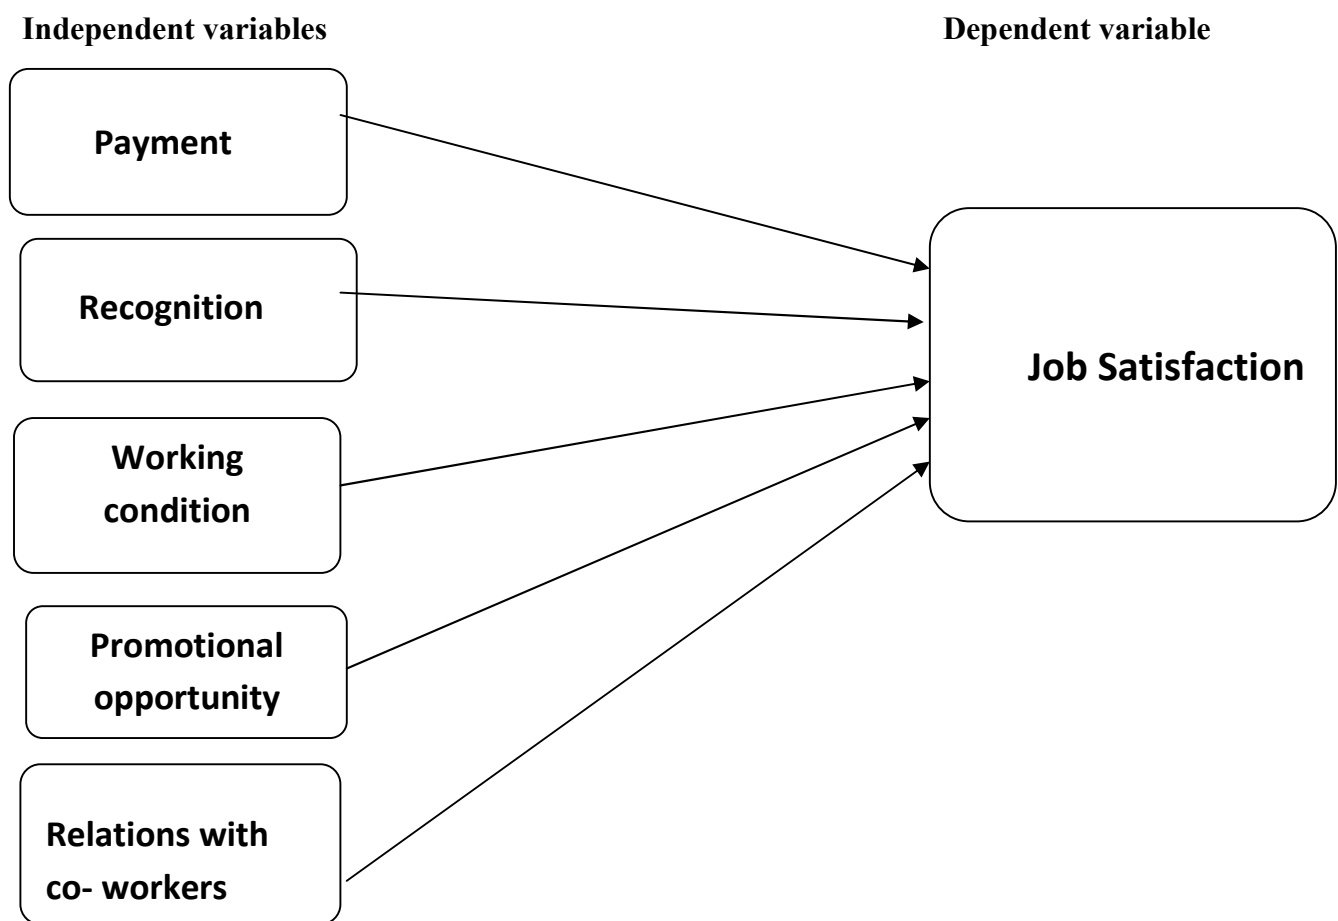 Independent variables
Dependent variable
Payment
Recognition
Working
condition
Promotional
opportunity
Relations with
co- workers
Job Satisfaction